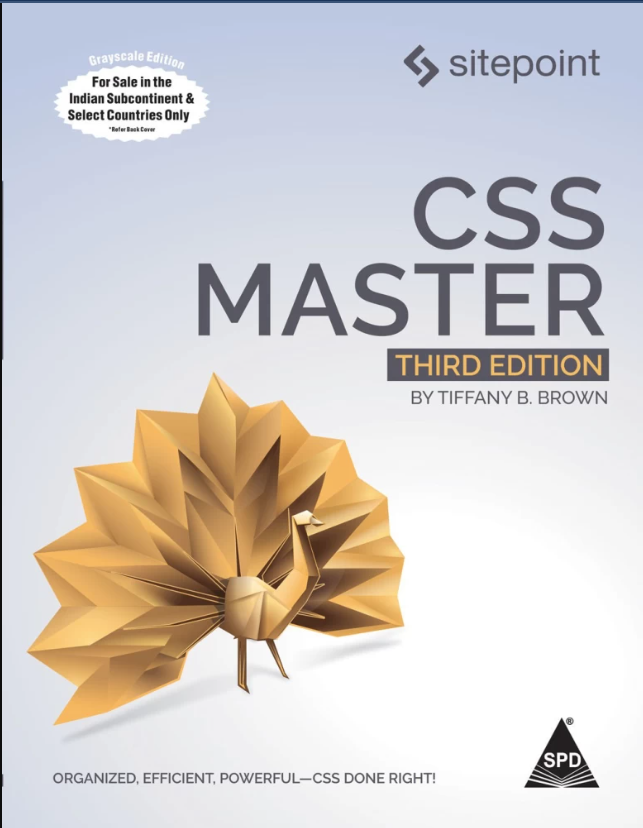 Grayscale Edition
For Sale in the
Indian Subcontinent &
Select Countries Only
*Refer Back Cover
sitepoint
CSS
MASTER
THIRD EDITION
BY TIFFANY B. BROWN
ORGANIZED, EFFICIENT, POWERFUL—CSS DONE RIGHT!
®
SPD